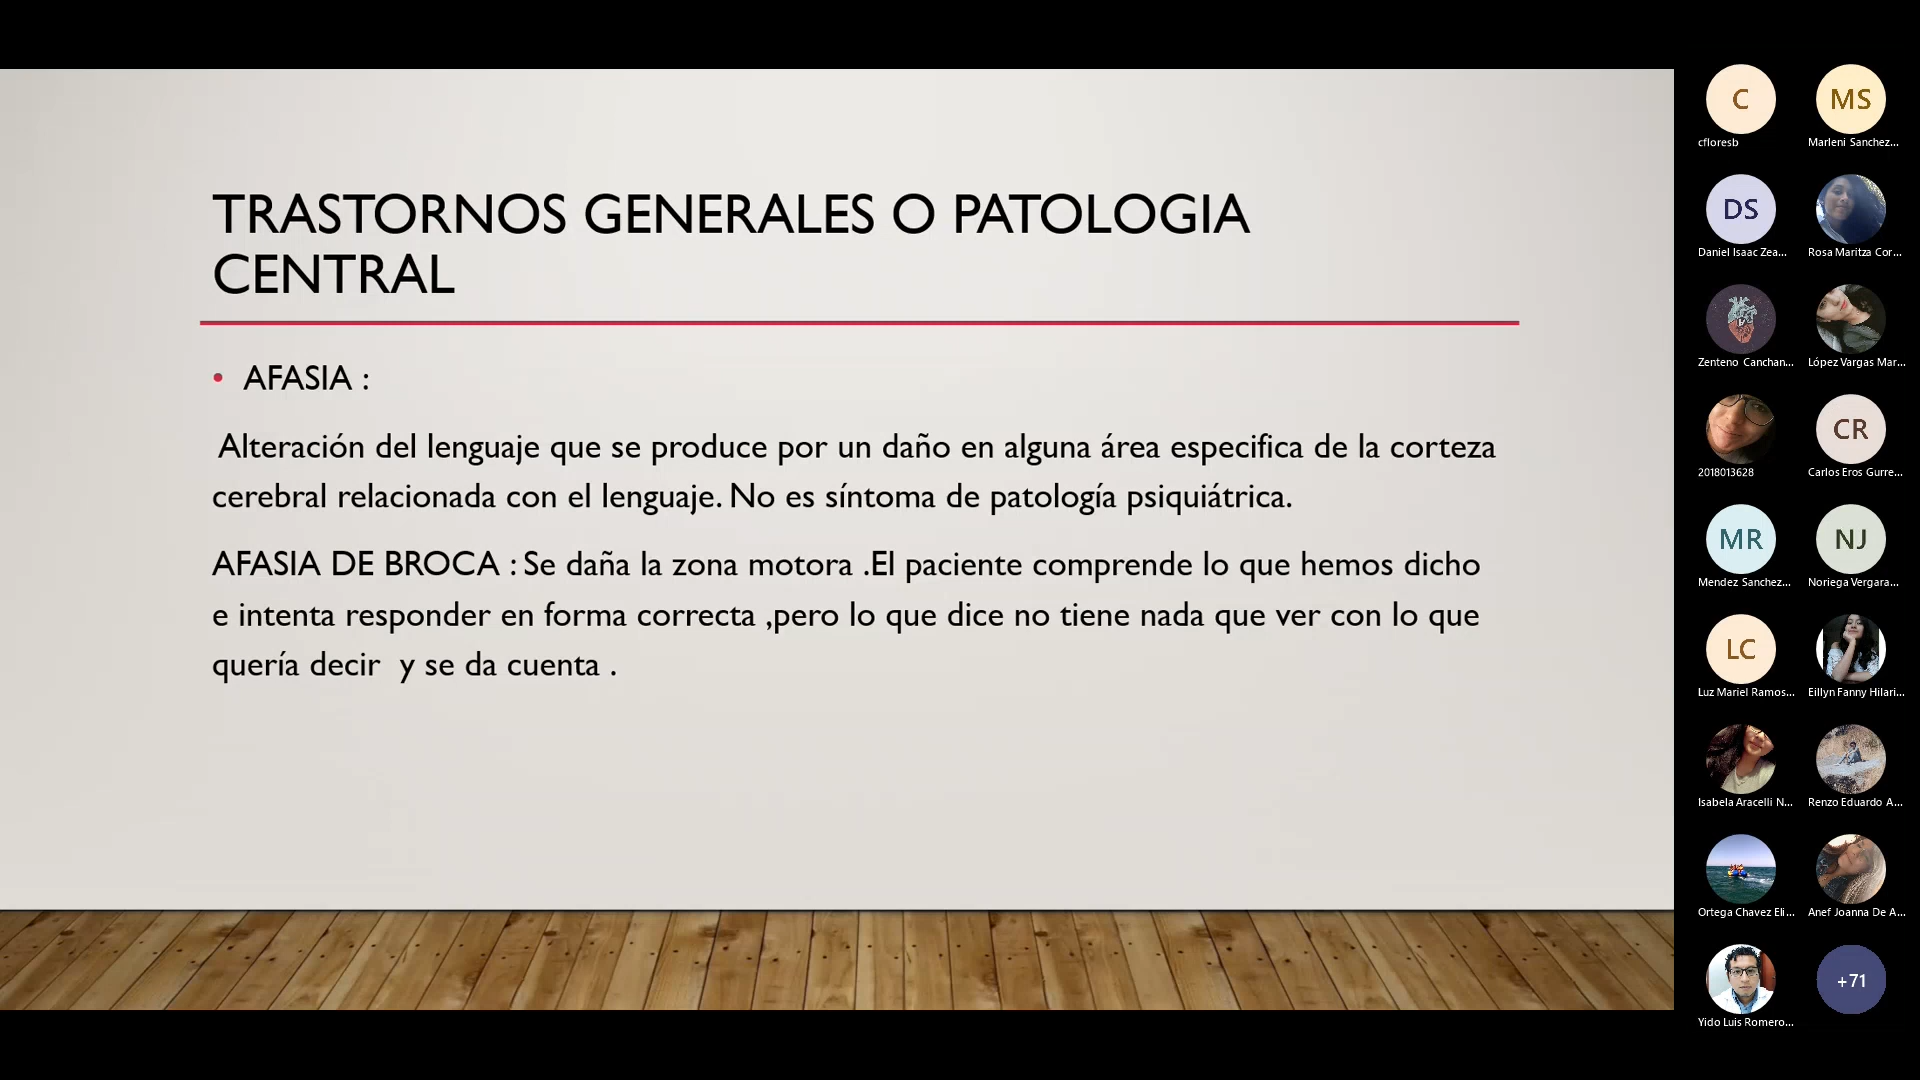 TRASTORNOS GENERALES O PATOLOGIA
CENTRAL
• AFASIA :
Alteración del lenguaje que se produce por un daño en alguna área especifica de la corteza
cerebral relacionada con el lenguaje. No es síntoma de patología psiquiátrica.
AFASIA DE BROCA : Se daña la zona motora .El paciente comprende lo que hemos dicho
e intenta responder en forma correcta ,pero lo que dice no tiene nada que ver con lo que
quería decir y se da cuenta .
C MS
cfloresb Marleni Sanchez...
DS
Daniel Isaac Zea... Rosa Maritza Cor...
Zenteno Canchan... López Vargas Mar...
CR
2018013628 Carlos Eros Gurre...
MR NJ
Mendez Sanchez... Noriega Vergara...
LC
Luz Mariel Ramos... Eillyn Fanny Hilari...
Isabela Aracelli N... Renzo Eduardo A...
Ortega Chavez Eli... Anef Joanna De A...
+71
Yido Luis Romero...